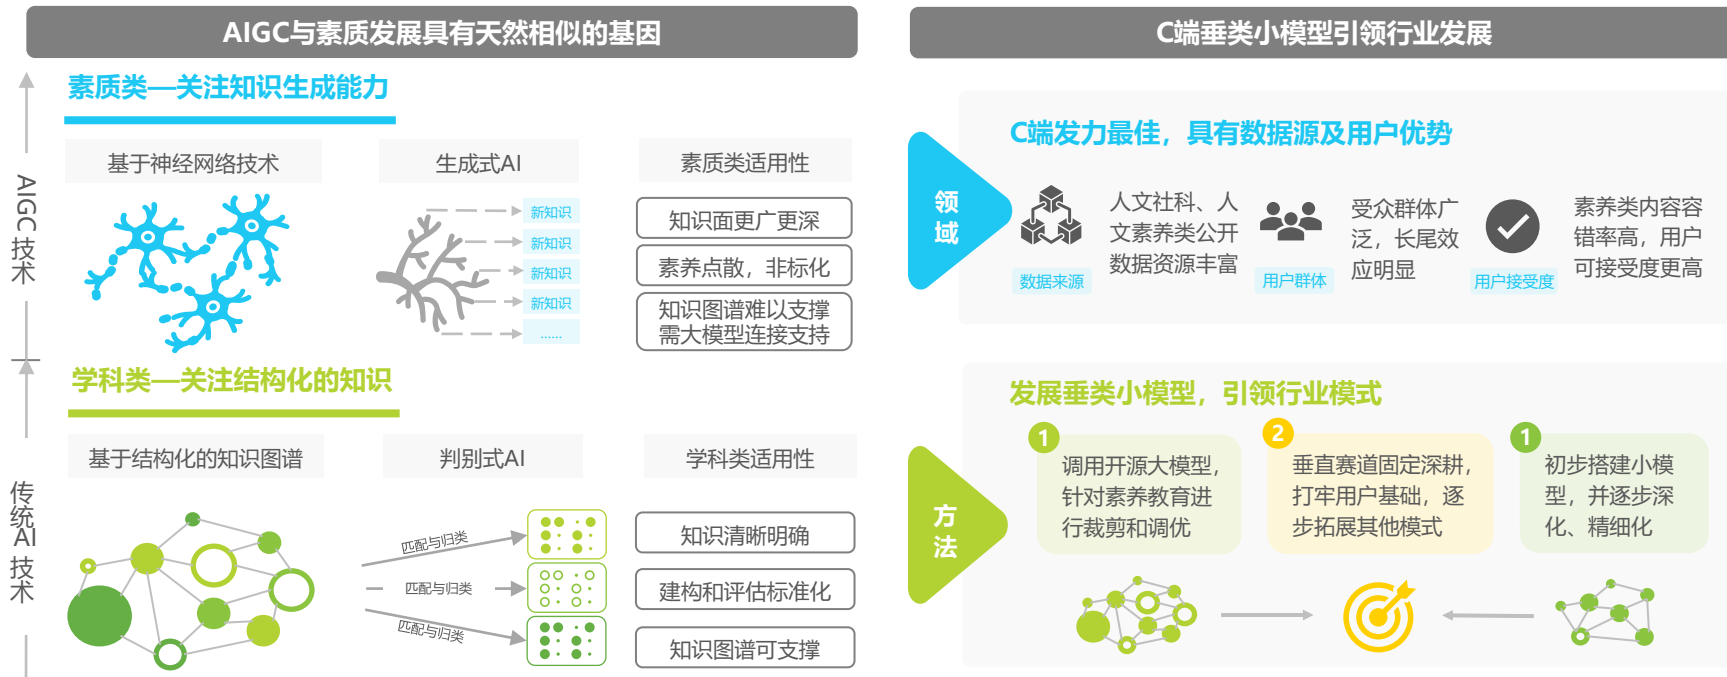 AIGC与素质发展具有天然相似的基因
AIGC技术
素质类—关注知识生成能力
基于神经网络技术
生成式AI
素质类适用性
新知识
新知识
新知识
新知识
......
知识面更广更深
素养点散，非标化
知识图谱难以支撑
需大模型连接支持
传统AI技术
学科类—关注结构化的知识
基于结构化的知识图谱
判别式AI
学科类适用性
匹配与归类
匹配与归类
匹配与归类
知识清晰明确
建构和评估标准化
知识图谱可支撑
C端垂类小模型引领行业发展
领域
C端发力最佳，具有数据源及用户优势
数据来源
人文社科、人
文素养类公开
数据资源丰富
用户群体
受众群体广
泛，长尾效
应明显
用户接受度
素养类内容容
错率高，用户
可接受度更高
方法
发展垂类小模型，引领行业模式
1
调用开源大模型，
针对素养教育进
行裁剪和调优
2
垂直赛道固定深耕，
打牢用户基础，逐
步拓展其他模式
1
初步搭建小模
型，并逐步深
化、精细化